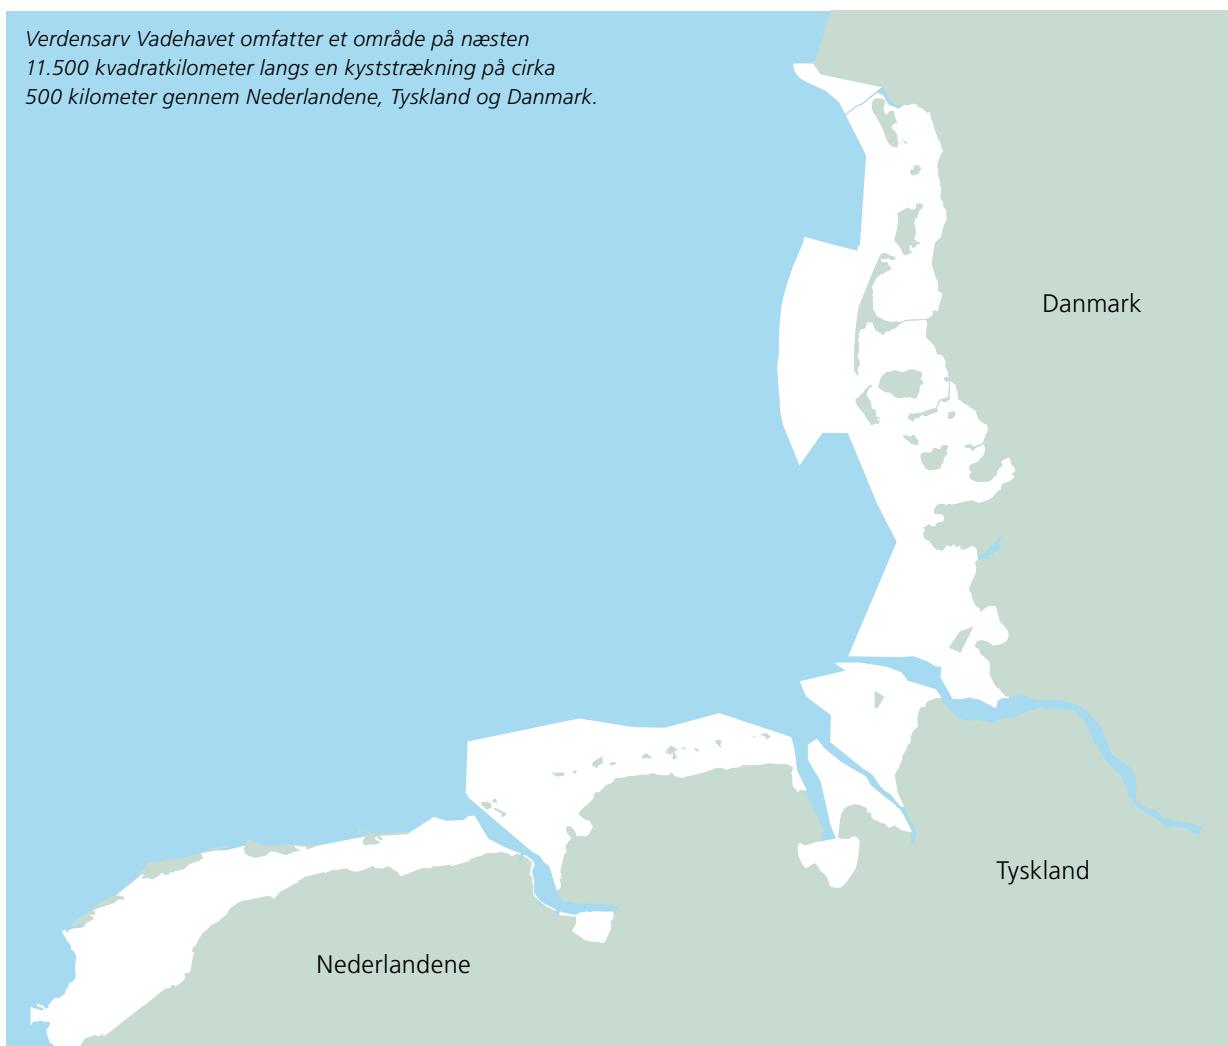 Verdensarv Vadehavet omfatter et område på næsten
11.500 kvadratkilometer langs en kyststrækning på cirka
500 kilometer gennem Nederlandene, Tyskland og Danmark.
Danmark
Tyskland
Nederlandene